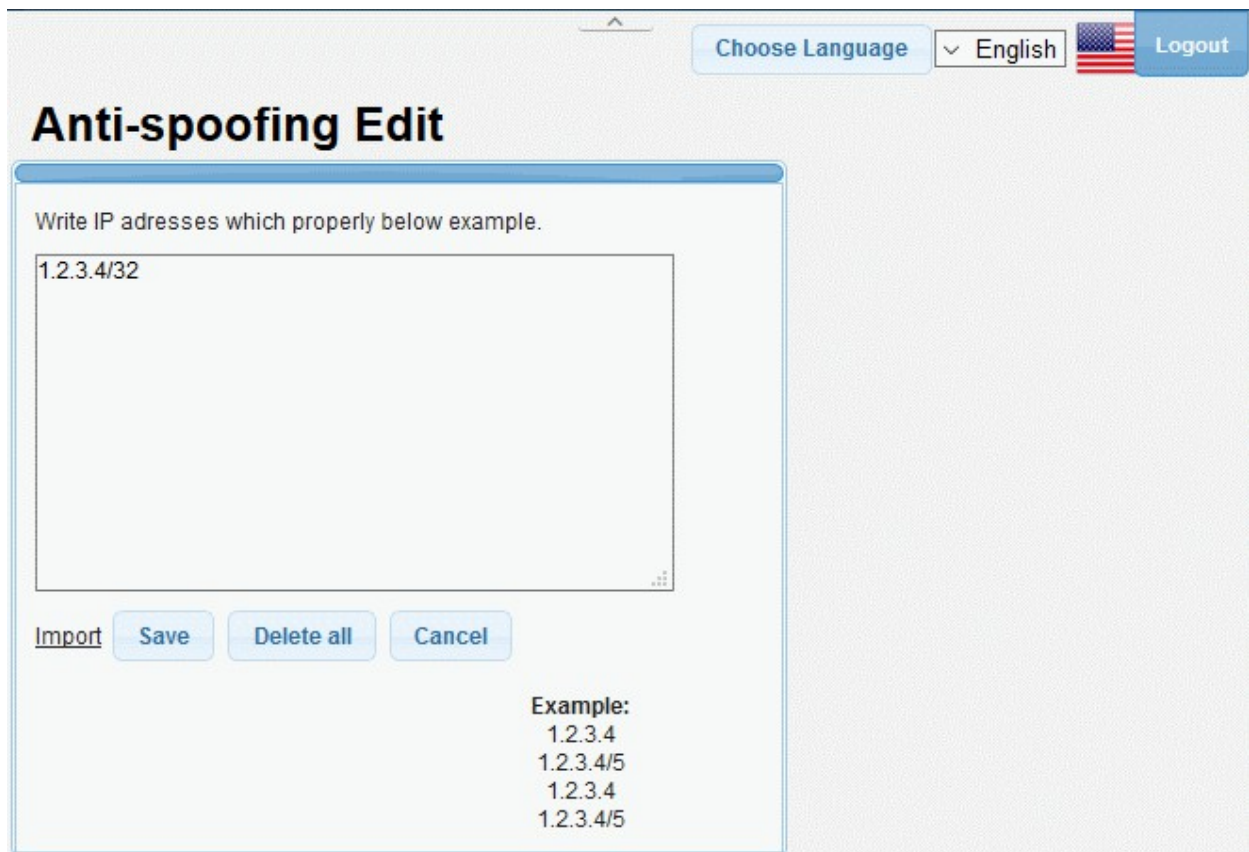 Choose Language
English
Logout
Anti-spoofing Edit
Write IP adresses which properly below example.
1.2.3.4/32
Import Save Delete all Cancel
Example:
1.2.3.4
1.2.3.4/5
1.2.3.4
1.2.3.4/5